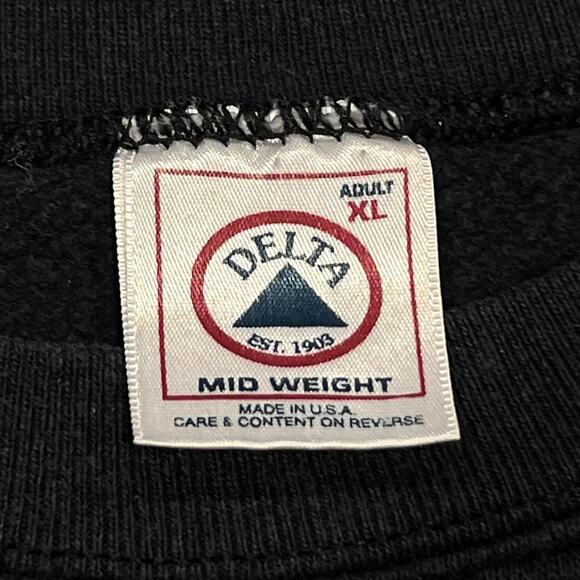 ADULT
XL
DELTA
EST. 1903
MID WEIGHT
MADE IN U.S.A.
CARE & CONTENT ON REVERSE